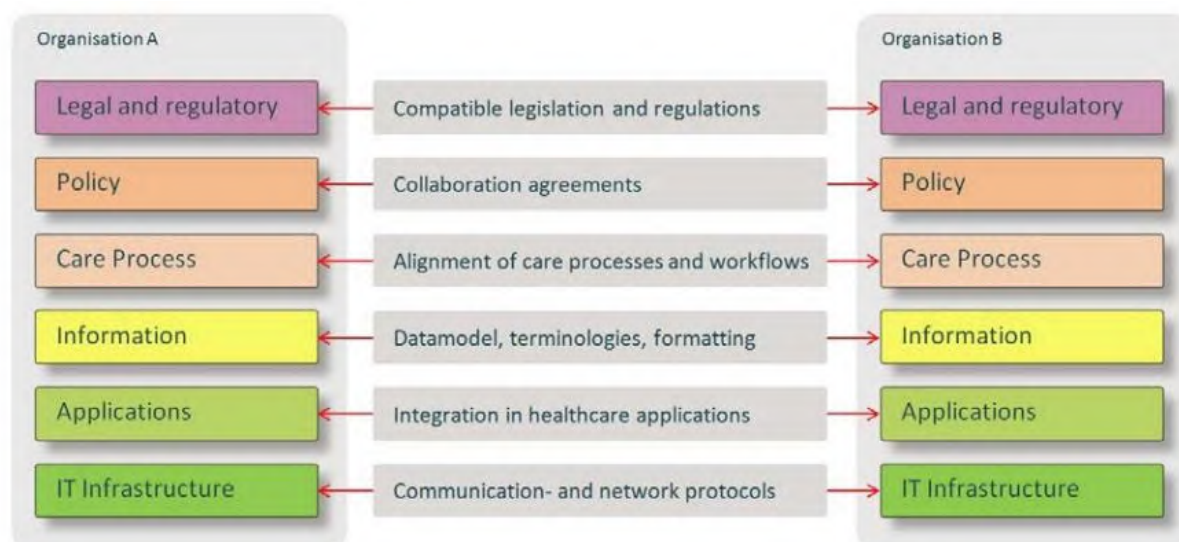 Organisation A
Organisation B
Legal and regulatory
Compatible legislation and regulations
Legal and regulatory
Policy
Collaboration agreements
Policy
Care Process
Alignment of care processes and workflows
Care Process
Information
Datamodel, terminologies, formatting
Information
Applications
Integration in healthcare applications
Applications
IT Infrastructure
Communication- and network protocols
IT Infrastructure